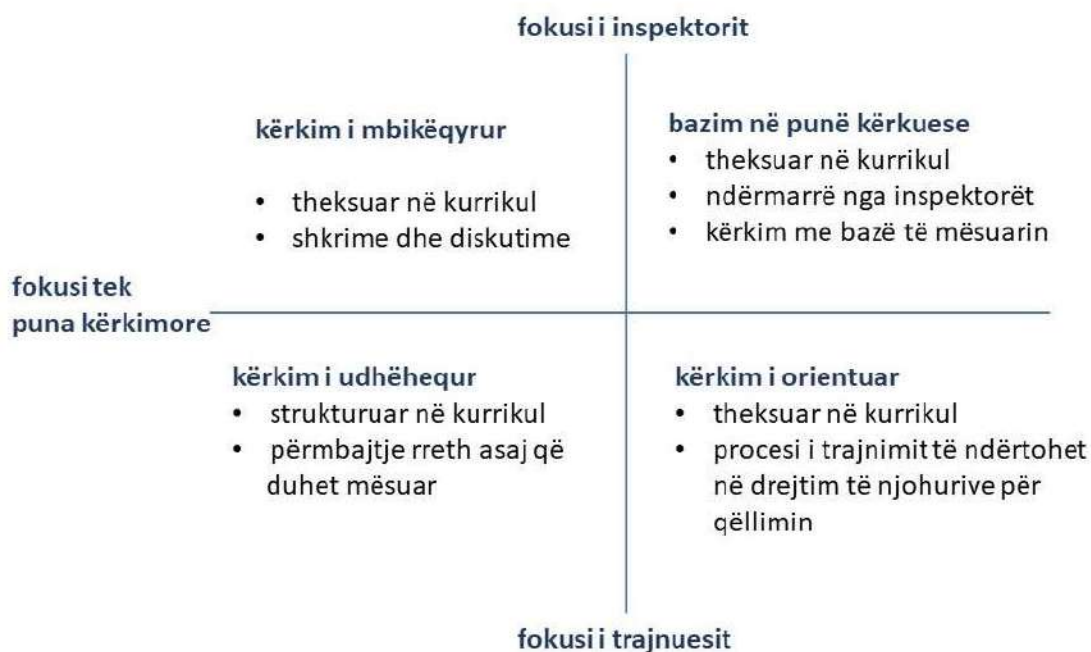 fokusi i inspektorit
kërkim i mbikëqyrur
• theksuar në kurrikul
• shkrime dhe diskutime
bazim në punë kërkuese
• theksuar në kurrikul
• ndërmarrë nga inspektorët
• kërkim me bazë të mësuarin
fokusi tek
puna kërkimore
kërkim i udhëhequr
• strukturuar në kurrikul
• përmbajtje rreth asaj që
duhet mësuar
kërkim i orientuar
• theksuar në kurrikul
• procesi i trajnimit të ndërtohet
në drejtim të njohurive për
qëllimin
fokusi i trajnuesit